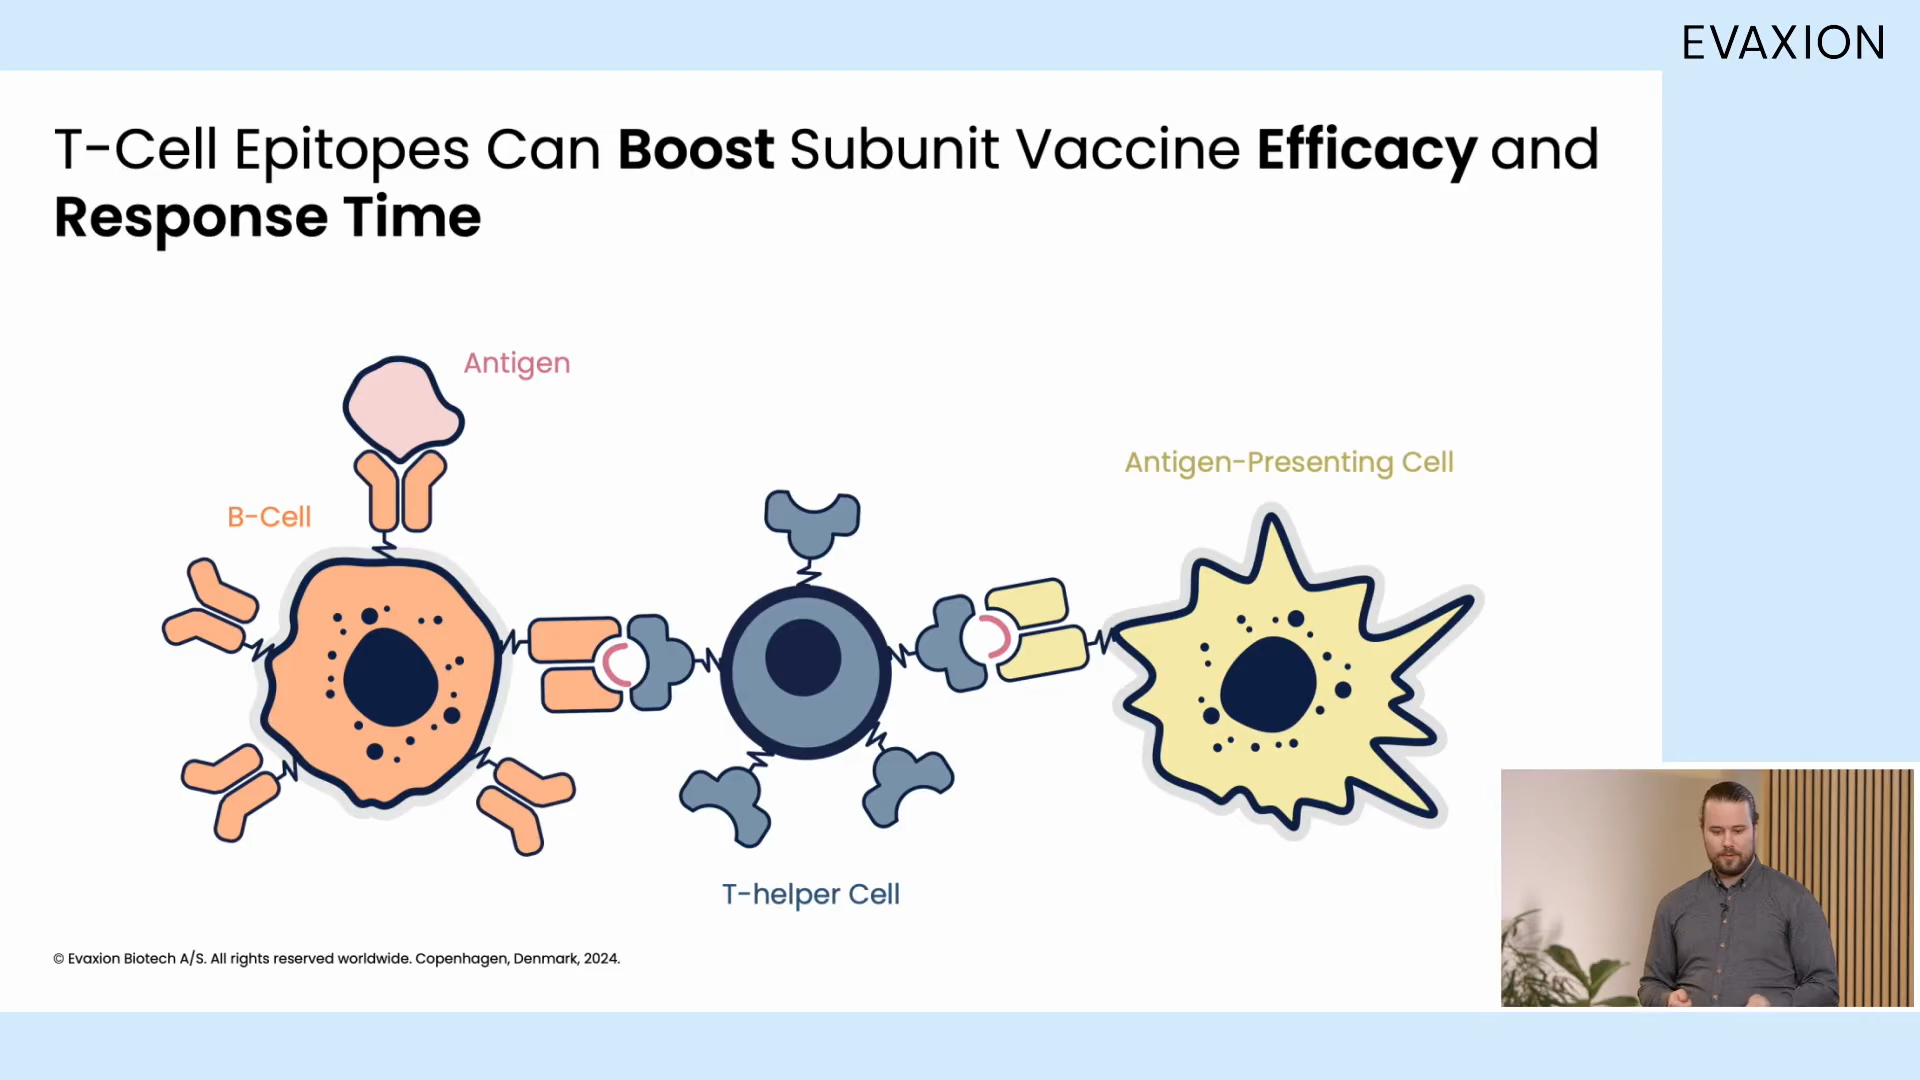 EVAXION
T-Cell Epitopes Can Boost Subunit Vaccine Efficacy and
Response Time
Antigen
Antigen-Presenting Cell
B-Cell
T-helper Cell
© Evaxion Biotech A/S. All rights reserved worldwide. Copenhagen, Denmark, 2024.